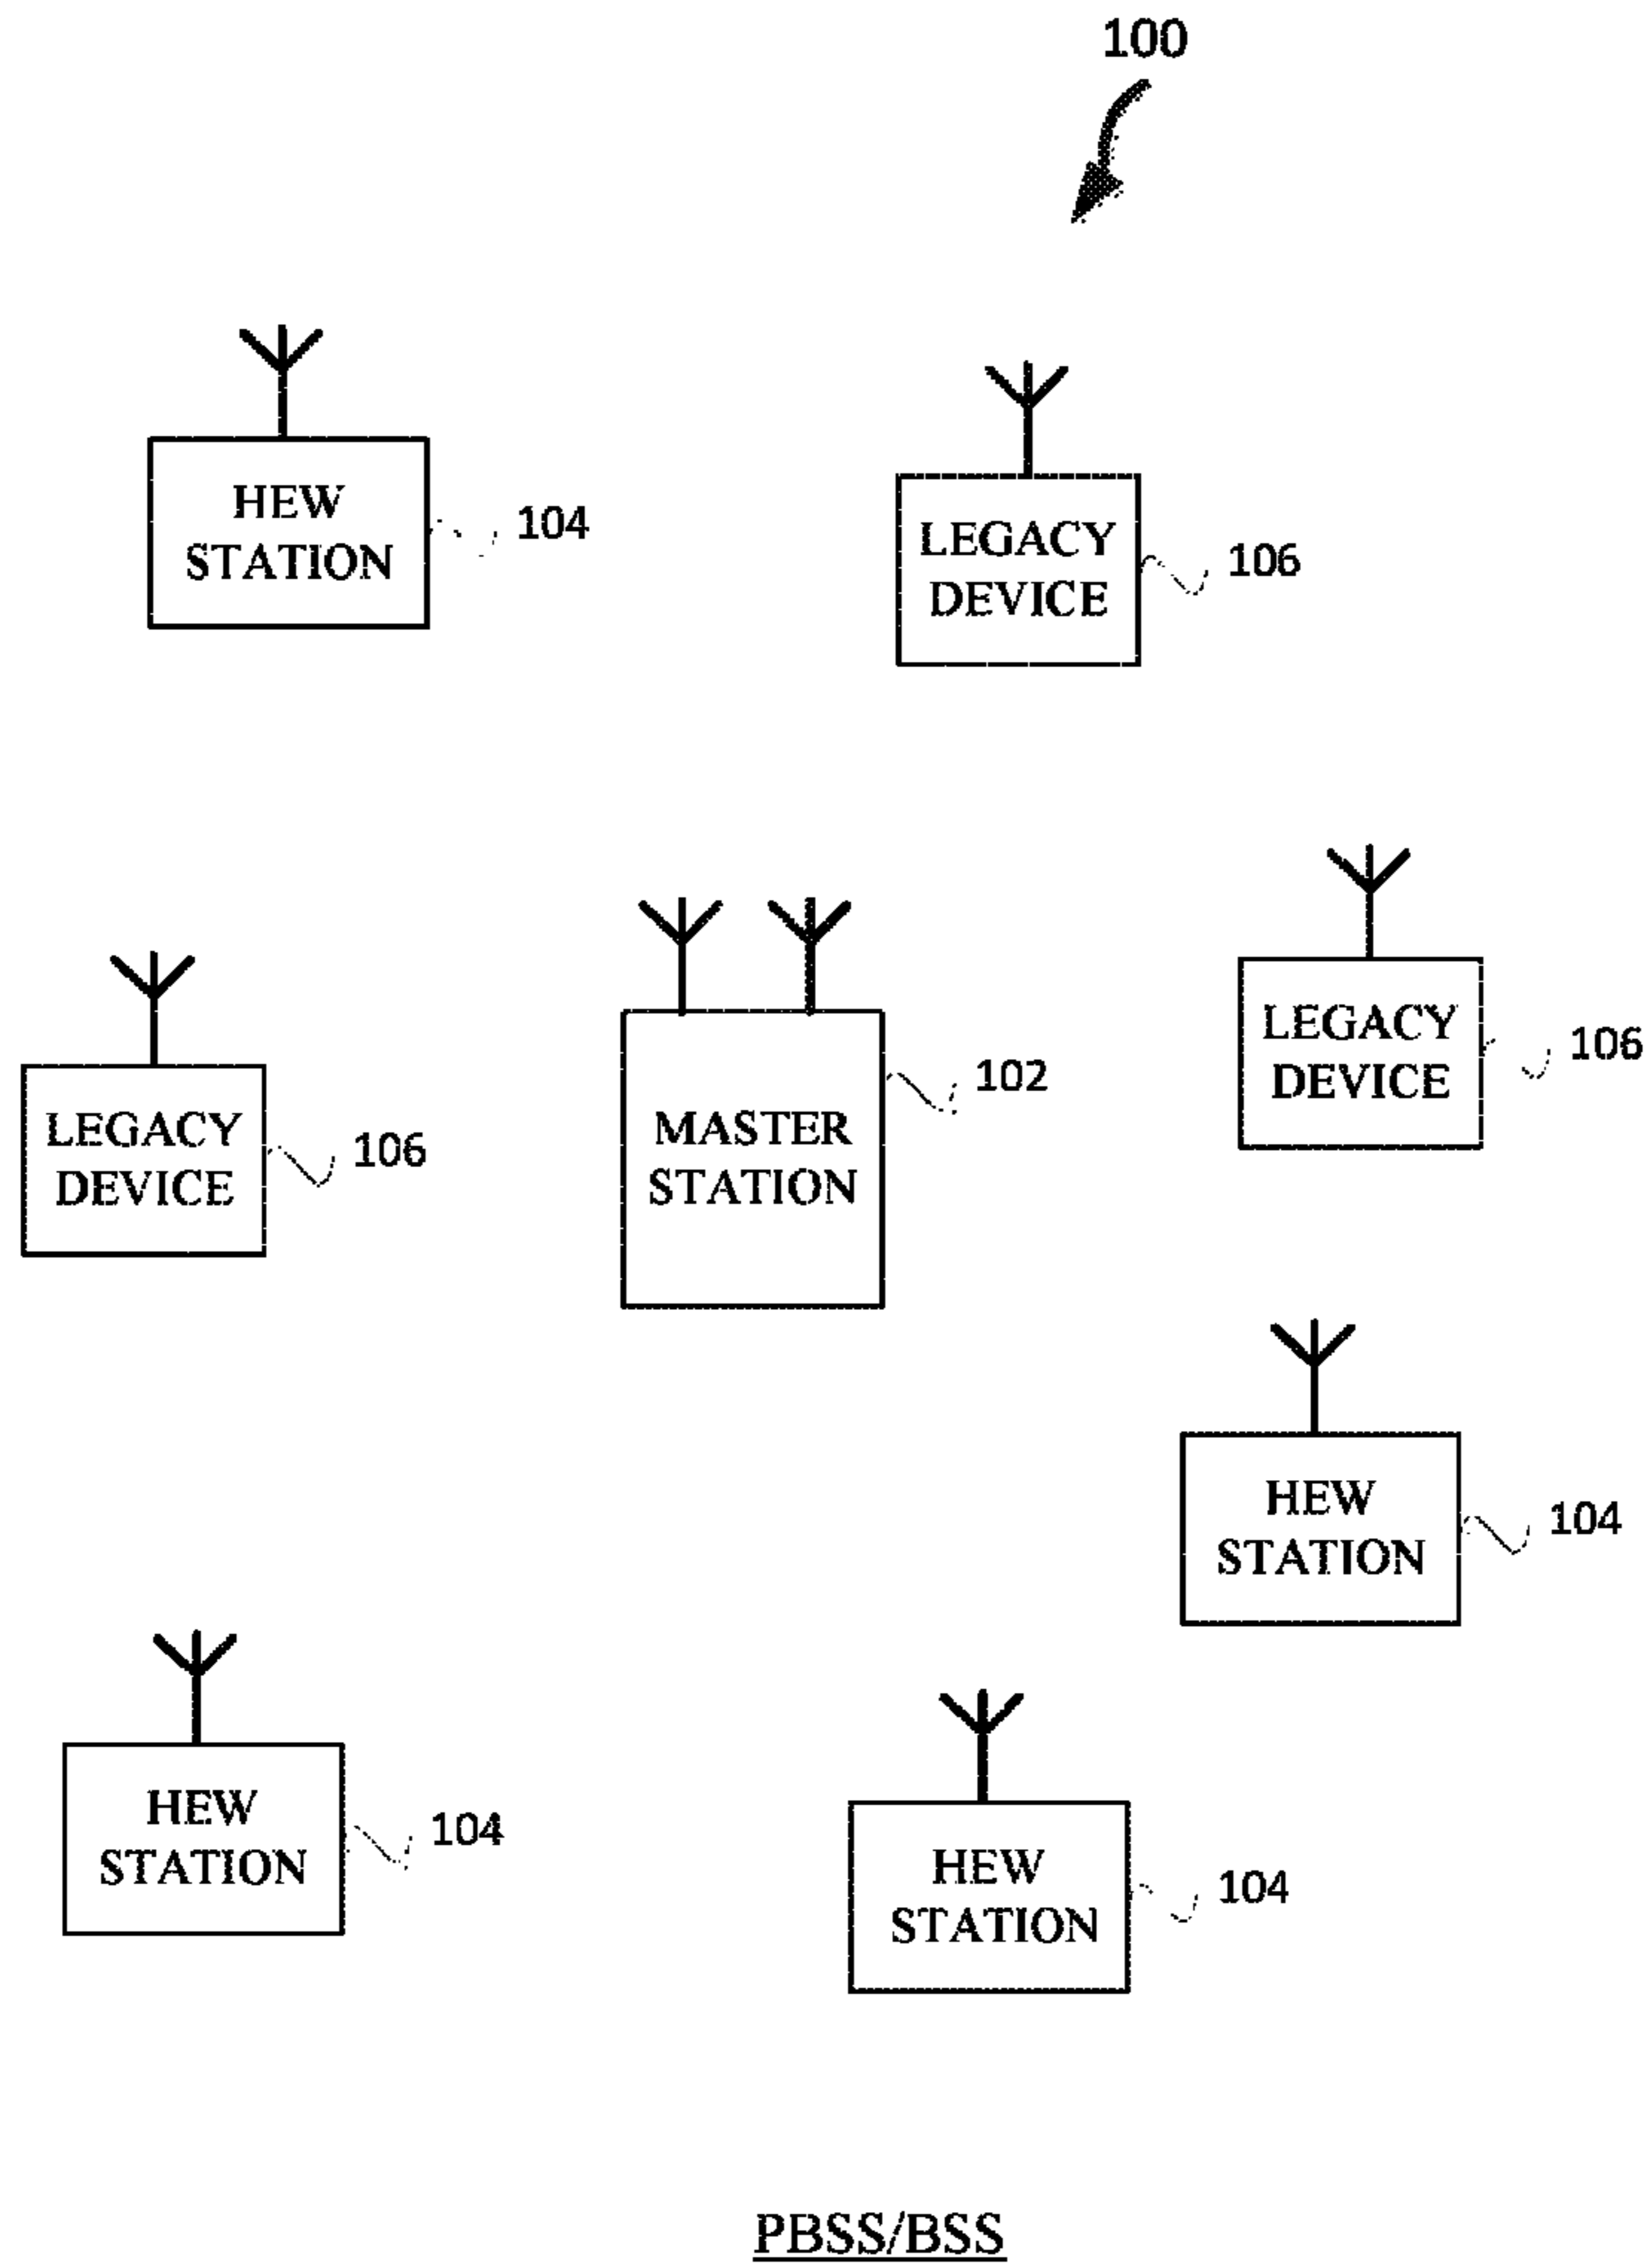 100
HEW
STATION
104
LEGACY
DEVICE
106
LEGACY
DEVICE
106
MASTER
STATION
102
LEGACY
DEVICE
106
HEW
STATION
104
HEW
STATION
104
HEW
STATION
104
PBSS/BSS